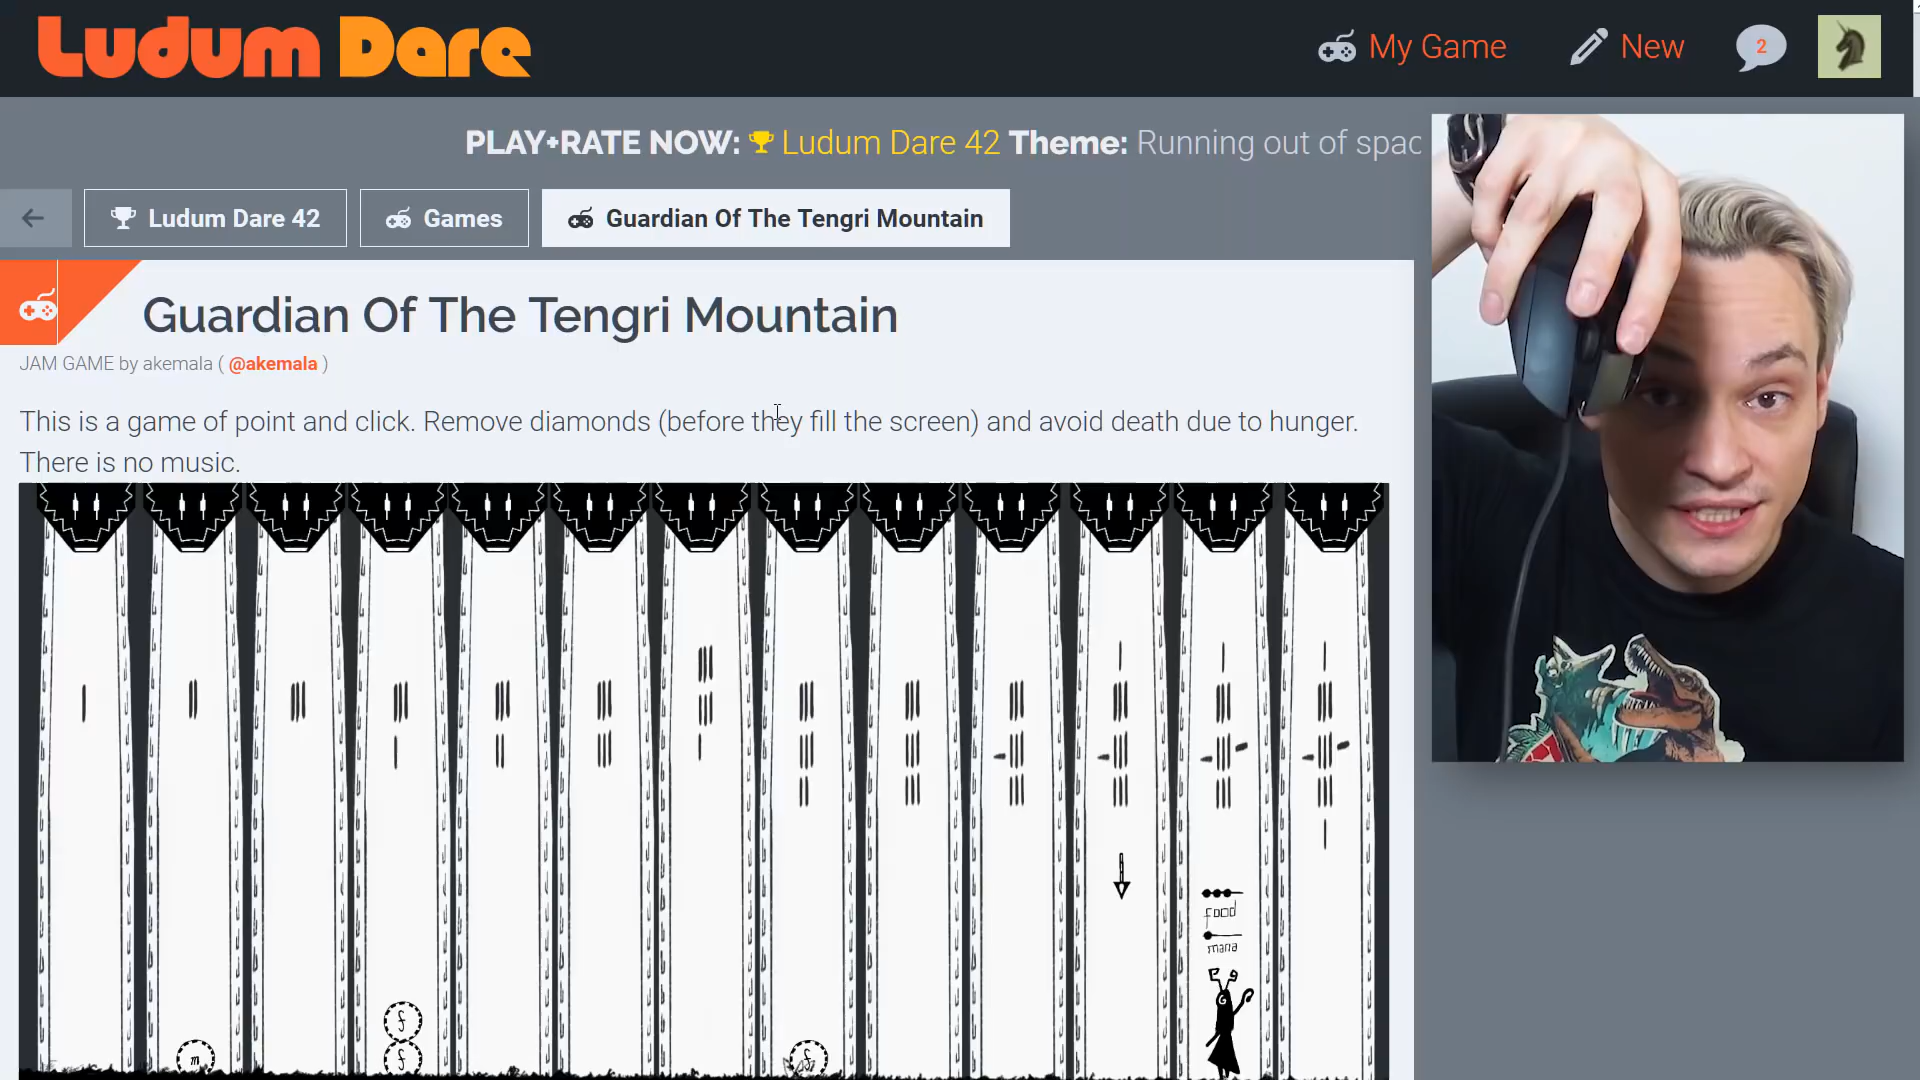 Ludum Dare
My Game
New
2
PLAY+RATE NOW: Ludum Dare 42 Theme: Running out of spac
Ludum Dare 42
Games
Guardian Of The Tengri Mountain
Guardian Of The Tengri Mountain
JAM GAME by akemala ( @akemala )
This is a game of point and click. Remove diamonds (before they fill the screen) and avoid death due to hunger.
There is no music.
food
mana
f
f
m
f